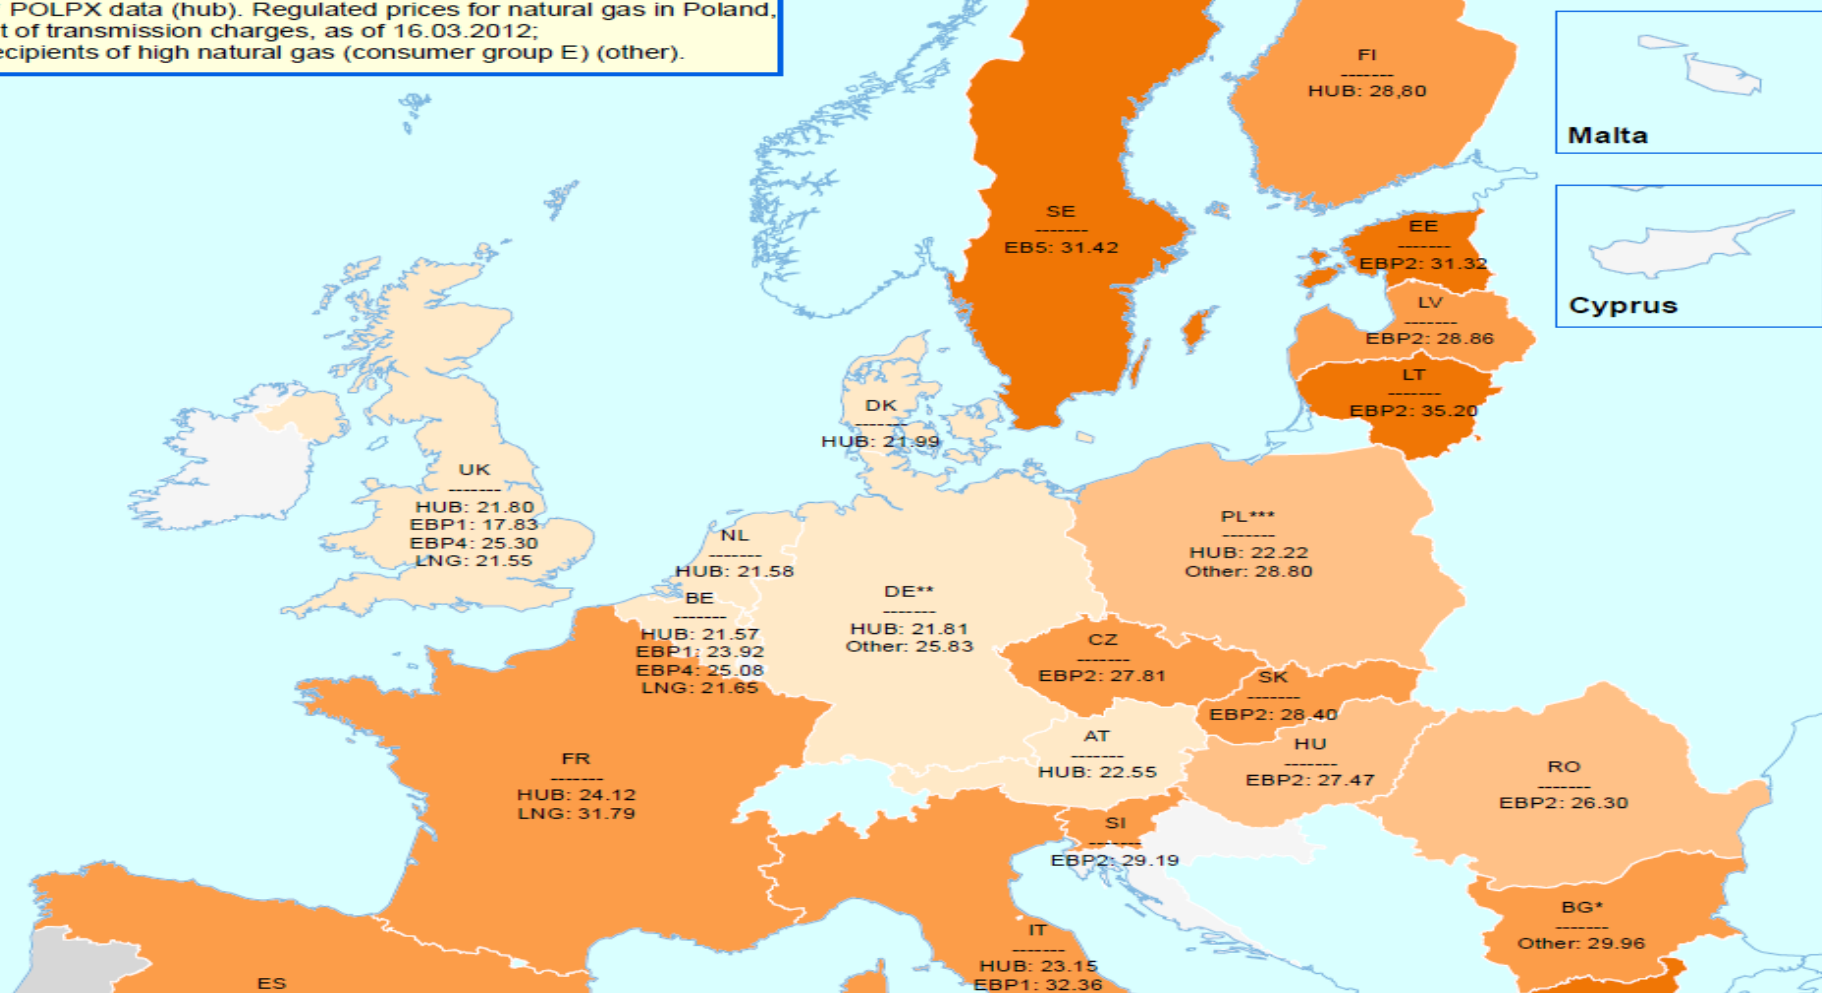 POLPX data (hub). Regulated prices for natural gas in Poland,
t of transmission charges, as of 16.03.2012;
ecipients of high natural gas (consumer group E) (other).
Malta
Cyprus
FI
-------
HUB: 28,80
SE
-------
EB5: 31.42
EE
-------
EBP2: 31.32
LV
-------
EBP2: 28.86
LT
-------
EBP2: 35.20
DK
-------
HUB: 21.99
UK
-------
HUB: 21.80
EBP1: 17.83
EBP4: 25.30
LNG: 21.55
NL
-------
HUB: 21.58
BE
-------
HUB: 21.57
EBP1: 23.92
EBP4: 25.08
LNG: 21.65
DE**
-------
HUB: 21.81
Other: 25.83
PL***
-------
HUB: 22.22
Other: 28.80
CZ
-------
EBP2: 27.81
SK
-------
EBP2: 28.40
AT
-------
HUB: 22.55
HU
-------
EBP2: 27.47
RO
-------
EBP2: 26.30
FR
-------
HUB: 24.12
LNG: 31.79
SI
-------
EBP2: 29.19
BG*
-------
Other: 29.96
IT
-------
HUB: 23.15
EBP1: 32.36
ES